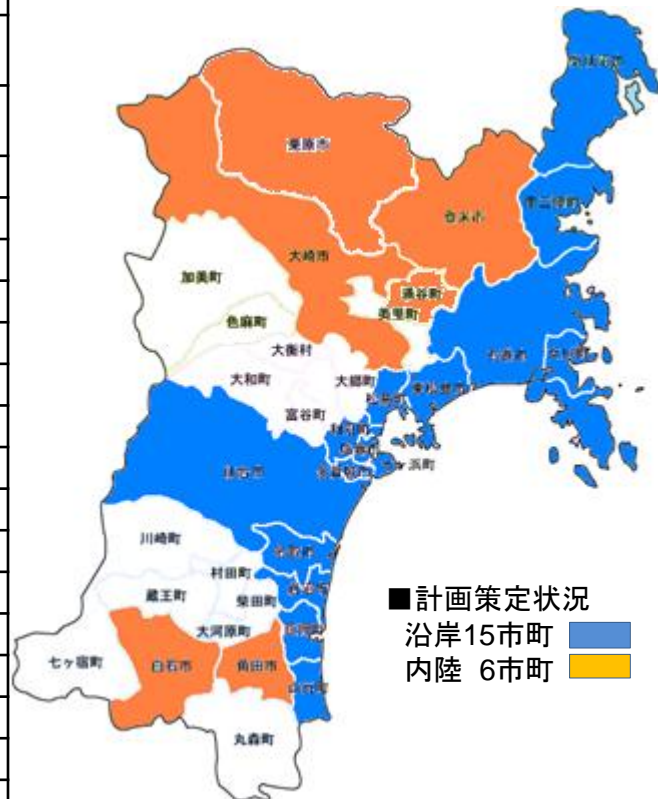 気仙沼市
栗原市
登米市
南三陸町
大崎市
加美町
涌谷町
美里町
色麻町
大衡村
石巻市
女川町
大和町
大郷町
松島町
東松島市
富谷町
利府町
塩竈市
多賀城市
七ヶ浜町
仙台市
川崎町
名取市
村田町
岩沼市
蔵王町
柴田町
大河原町
亘理町
七ヶ宿町
白石市
角田市
山元町
丸森町
■計画策定状況
沿岸15市町
内陸 6市町